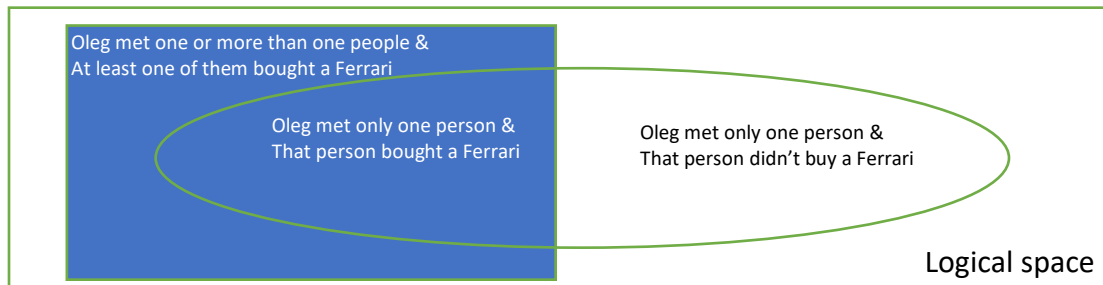 Oleg met one or more than one people &
At least one of them bought a Ferrari
Oleg met only one person &
That person bought a Ferrari
Oleg met only one person &
That person didn’t buy a Ferrari
Logical space